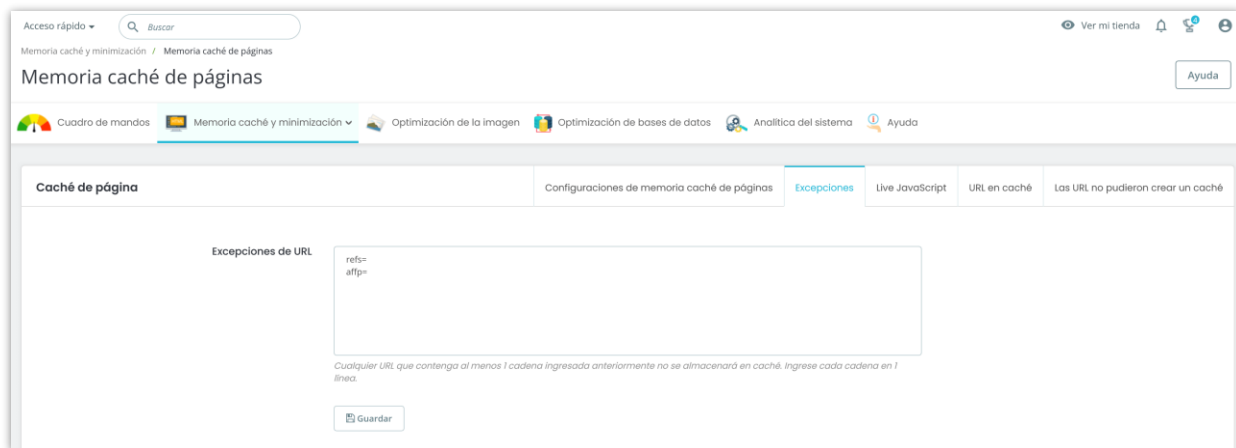 Acceso rápido
Buscar
Ver mi tienda
4
Memoria caché y minimización / Memoria caché de páginas
Memoria caché de páginas
Ayuda
Cuadro de mandos
Memoria caché y minimización
Optimización de la imagen
Optimización de bases de datos
Analítica del sistema
Ayuda
Caché de página
Configuraciones de memoria caché de páginas
Excepciones
Live JavaScript
URL en caché
Las URL no pudieron crear un caché
Excepciones de URL
refs=
affp=
Cualquier URL que contenga al menos 1 cadena ingresada anteriormente no se almacenará en caché. Ingrese cada cadena en 1
línea.
Guardar